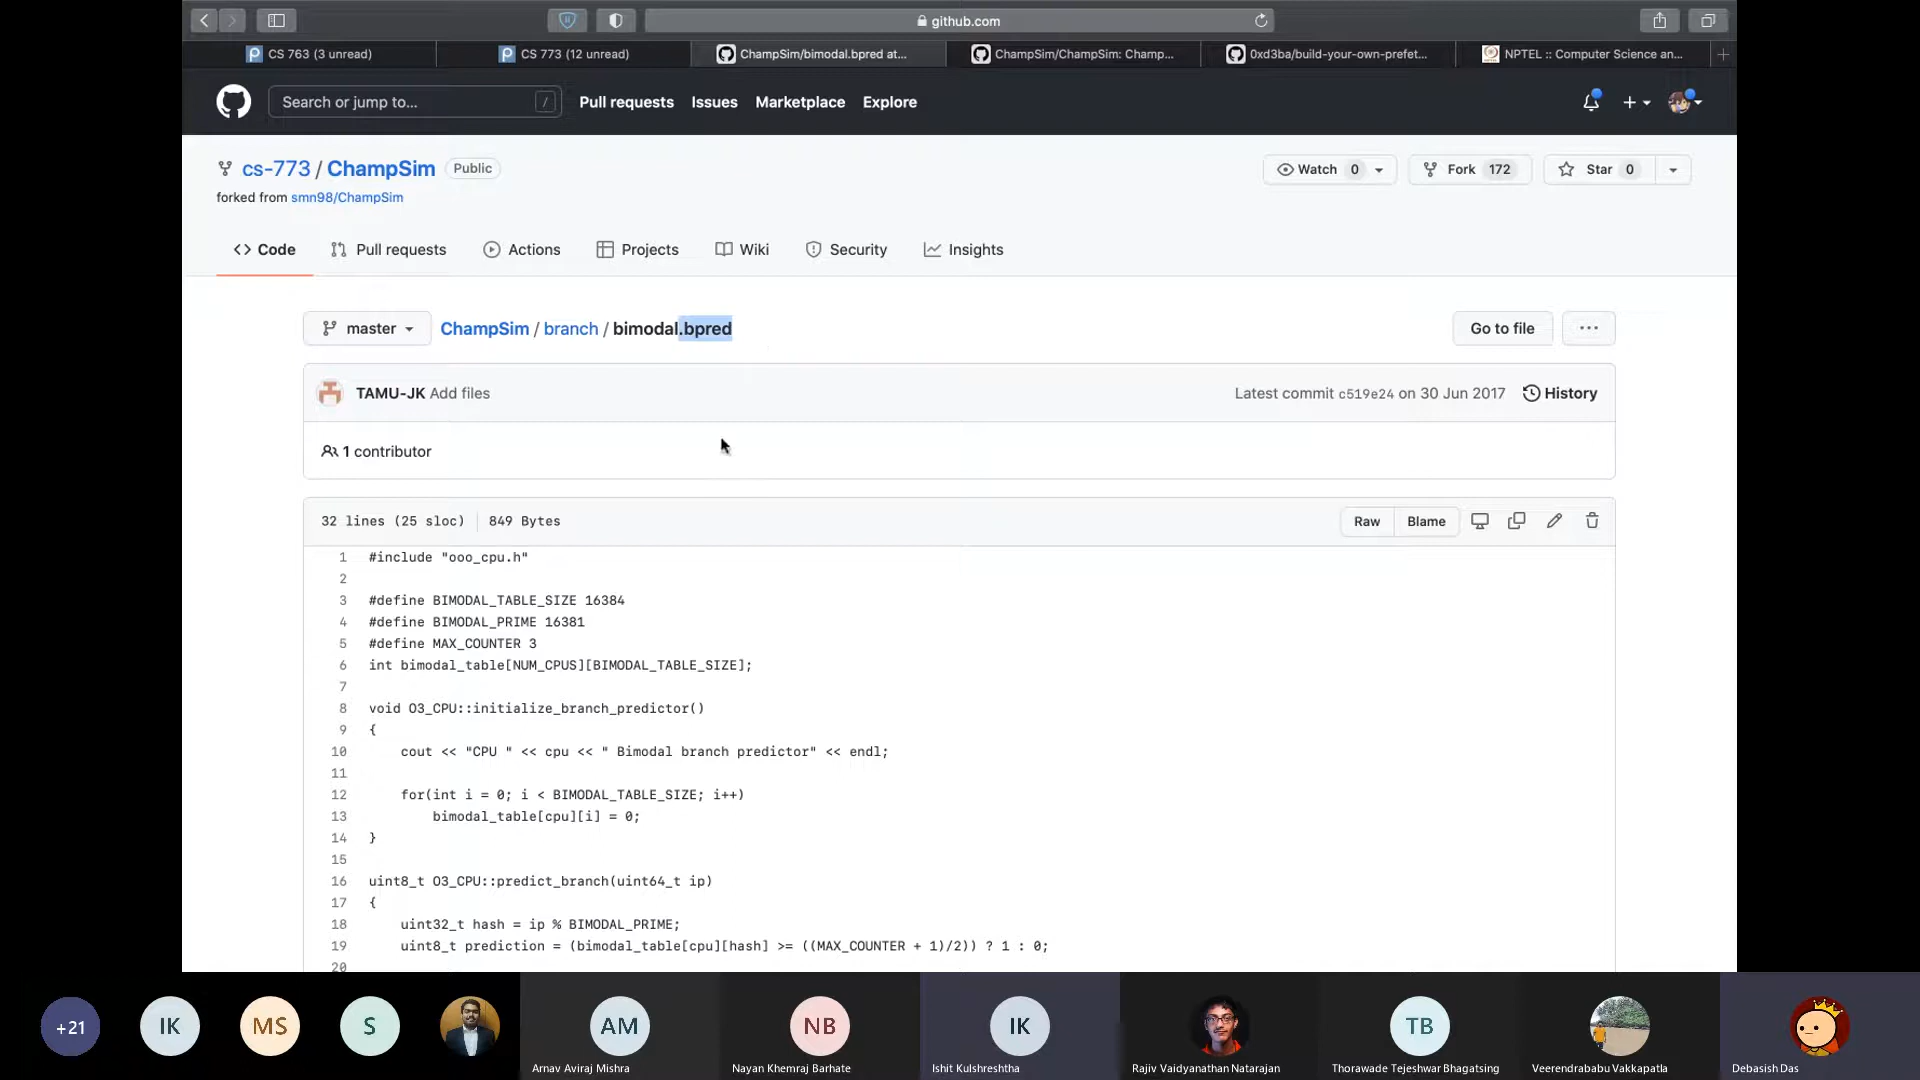 github.com
CS 763 (3 unread)
CS 773 (12 unread)
ChampSim/bimodal.bpred at...
ChampSim/ChampSim: Champ...
0xd3ba/build-your-own-prefet...
NPTEL :: Computer Science an...
Search or jump to... /
Pull requests Issues Marketplace Explore
cs-773 / ChampSim Public
Watch 0 Fork 172 Star 0
forked from smn98/ChampSim
Code Pull requests Actions Projects Wiki Security Insights
master ChampSim / branch / bimodal.bpred Go to file ...
TAMU-JK Add files Latest commit c519e24 on 30 Jun 2017 History
1 contributor
32 lines (25 sloc) 849 Bytes Raw Blame
1 #include "ooo_cpu.h"
2
3 #define BIMODAL_TABLE_SIZE 16384
4 #define BIMODAL_PRIME 16381
5 #define MAX_COUNTER 3
6 int bimodal_table[NUM_CPUS][BIMODAL_TABLE_SIZE];
7
8 void O3_CPU::initialize_branch_predictor()
9 {
10 cout << "CPU " << cpu << " Bimodal branch predictor" << endl;
11
12 for(int i = 0; i < BIMODAL_TABLE_SIZE; i++)
13 bimodal_table[cpu][i] = 0;
14 }
15
16 uint8_t O3_CPU::predict_branch(uint64_t ip)
17 {
18 uint32_t hash = ip % BIMODAL_PRIME;
19 uint8_t prediction = (bimodal_table[cpu][hash] >= ((MAX_COUNTER + 1)/2)) ? 1 : 0;
20
+21 IK MS S AM NB IK TB
Arnav Aviraj Mishra
Nayan Khemraj Barhate
Ishit Kulshreshtha
Rajiv Vaidyanathan Natarajan
Thorawade Tejeshwar Bhagatsing
Veerendrababu Vakkapatla
Debasish Das